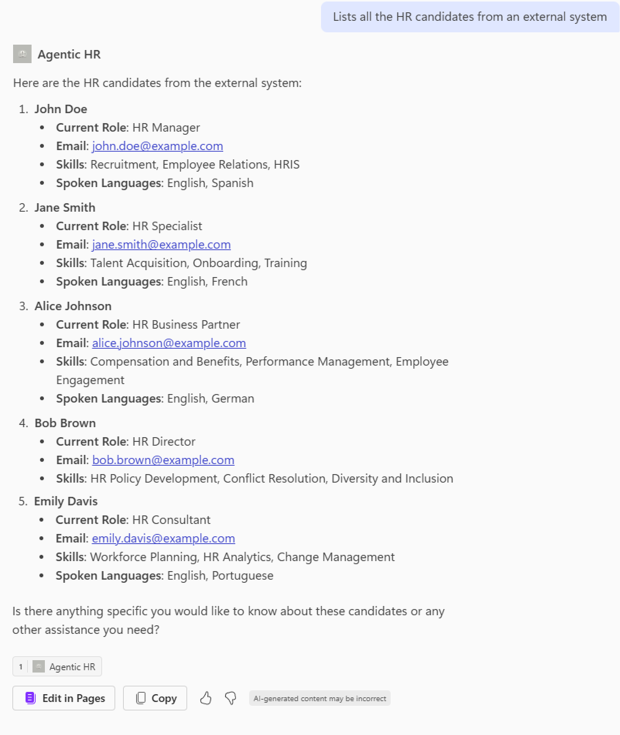 Lists all the HR candidates from an external system
Agentic HR
Here are the HR candidates from the external system:
1. John Doe
• Current Role: HR Manager
• Email: john.doe@example.com
• Skills: Recruitment, Employee Relations, HRIS
• Spoken Languages: English, Spanish
2. Jane Smith
• Current Role: HR Specialist
• Email: jane.smith@example.com
• Skills: Talent Acquisition, Onboarding, Training
• Spoken Languages: English, French
3. Alice Johnson
• Current Role: HR Business Partner
• Email: alice.johnson@example.com
• Skills: Compensation and Benefits, Performance Management, Employee
Engagement
• Spoken Languages: English, German
4. Bob Brown
• Current Role: HR Director
• Email: bob.brown@example.com
• Skills: HR Policy Development, Conflict Resolution, Diversity and Inclusion
5. Emily Davis
• Current Role: HR Consultant
• Email: emily.davis@example.com
• Skills: Workforce Planning, HR Analytics, Change Management
• Spoken Languages: English, Portuguese
Is there anything specific you would like to know about these candidates or any
other assistance you need?
1 Agentic HR
Edit in Pages Copy AI-generated content may be incorrect